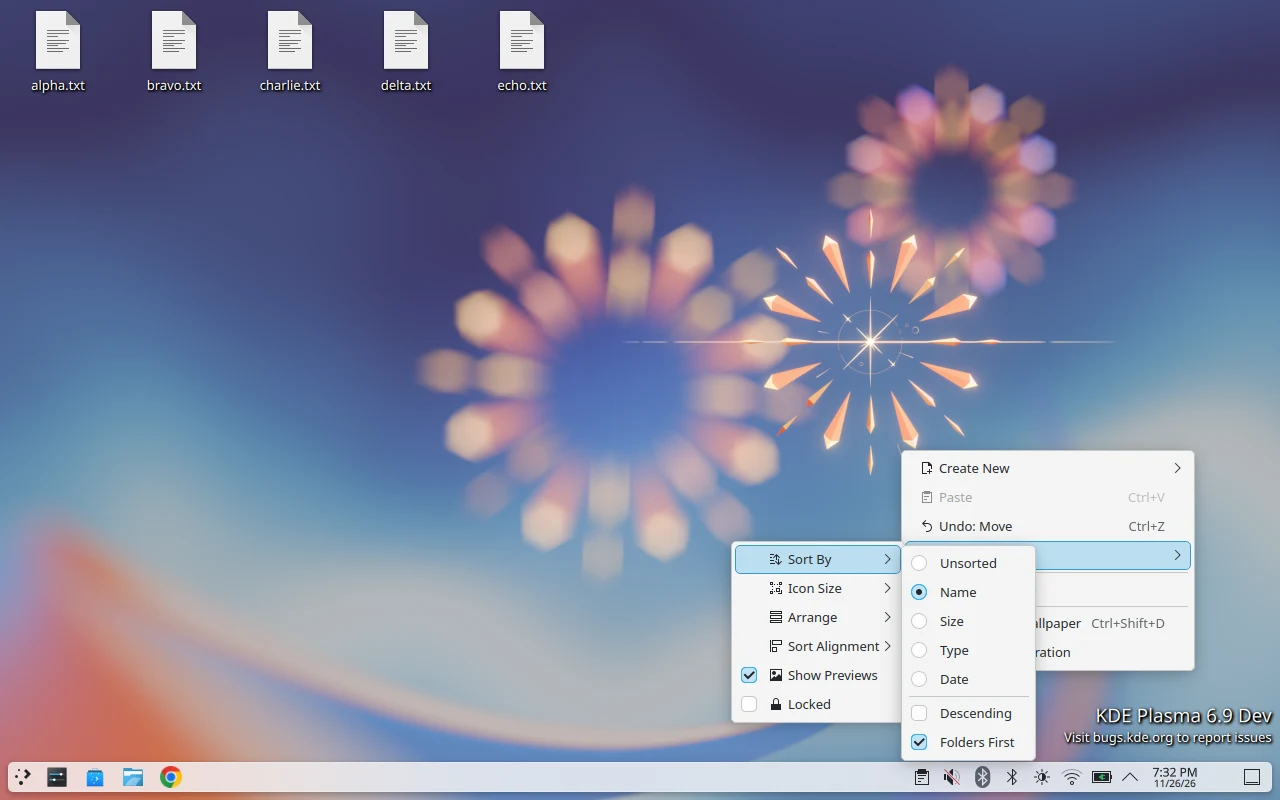 alpha.txt
bravo.txt
charlie.txt
delta.txt
echo.txt
Create New
Paste Ctrl+V
Undo: Move Ctrl+Z
Sort By
Icon Size
Arrange
Sort Alignment
Show Previews
Locked
Unsorted
Name
Size
Type
Date
Descending
Folders First
Ctrl+Shift+D
KDE Plasma 6.9 Dev
Visit bugs.kde.org to report issues
7:32 PM
11/26/26